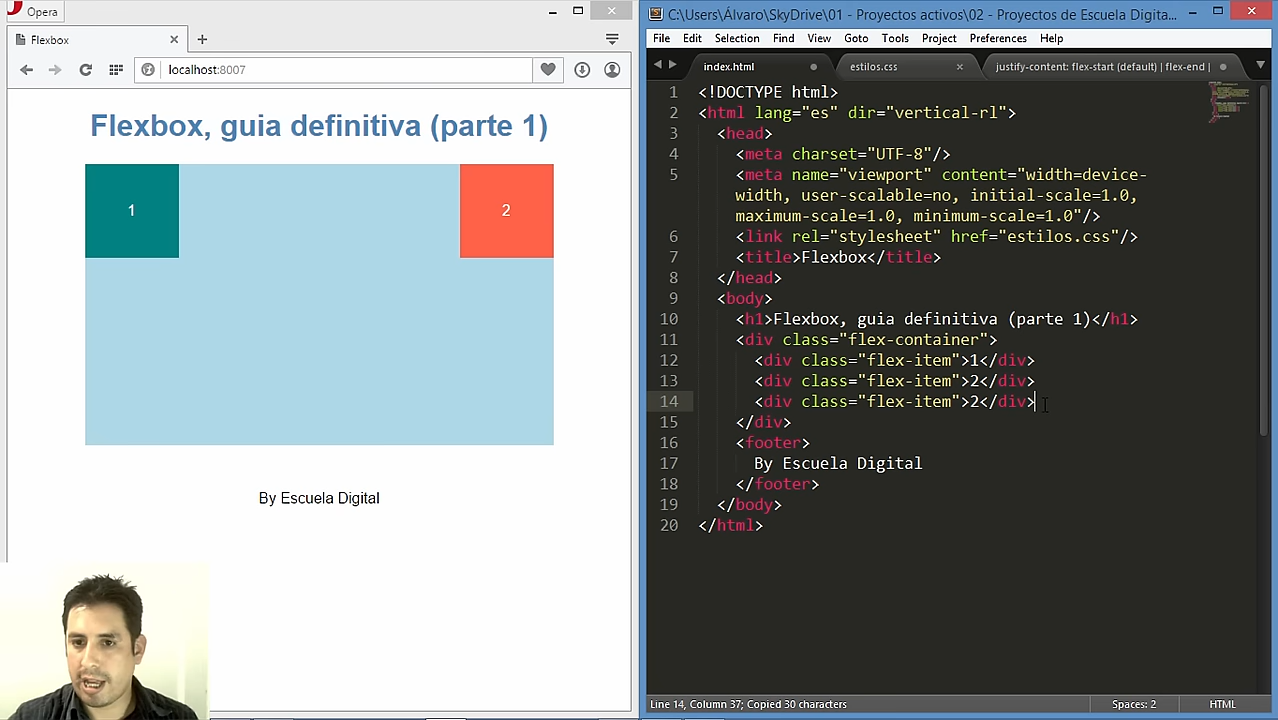 Opera
Flexbox
localhost:8007
Flexbox, guia definitiva (parte 1)
1
2
By Escuela Digital
C:\Users\Álvaro\SkyDrive\01 - Proyectos activos\02 - Proyectos de Escuela Digita...
File Edit Selection Find View Goto Tools Project Preferences Help
index.html estilos.css justify-content: flex-start (default) | flex-end |
1 <!DOCTYPE html>
2 <html lang="es" dir="vertical-rl">
3 <head>
4 <meta charset="UTF-8"/>
5 <meta name="viewport" content="width=device-
width, user-scalable=no, initial-scale=1.0,
maximum-scale=1.0, minimum-scale=1.0"/>
6 <link rel="stylesheet" href="estilos.css"/>
7 <title>Flexbox</title>
8 </head>
9 <body>
10 <h1>Flexbox, guia definitiva (parte 1)</h1>
11 <div class="flex-container">
12 <div class="flex-item">1</div>
13 <div class="flex-item">2</div>
14 <div class="flex-item">2</div>
15 </div>
16 <footer>
17 By Escuela Digital
18 </footer>
19 </body>
20 </html>
Line 14, Column 37; Copied 30 characters Spaces: 2 HTML